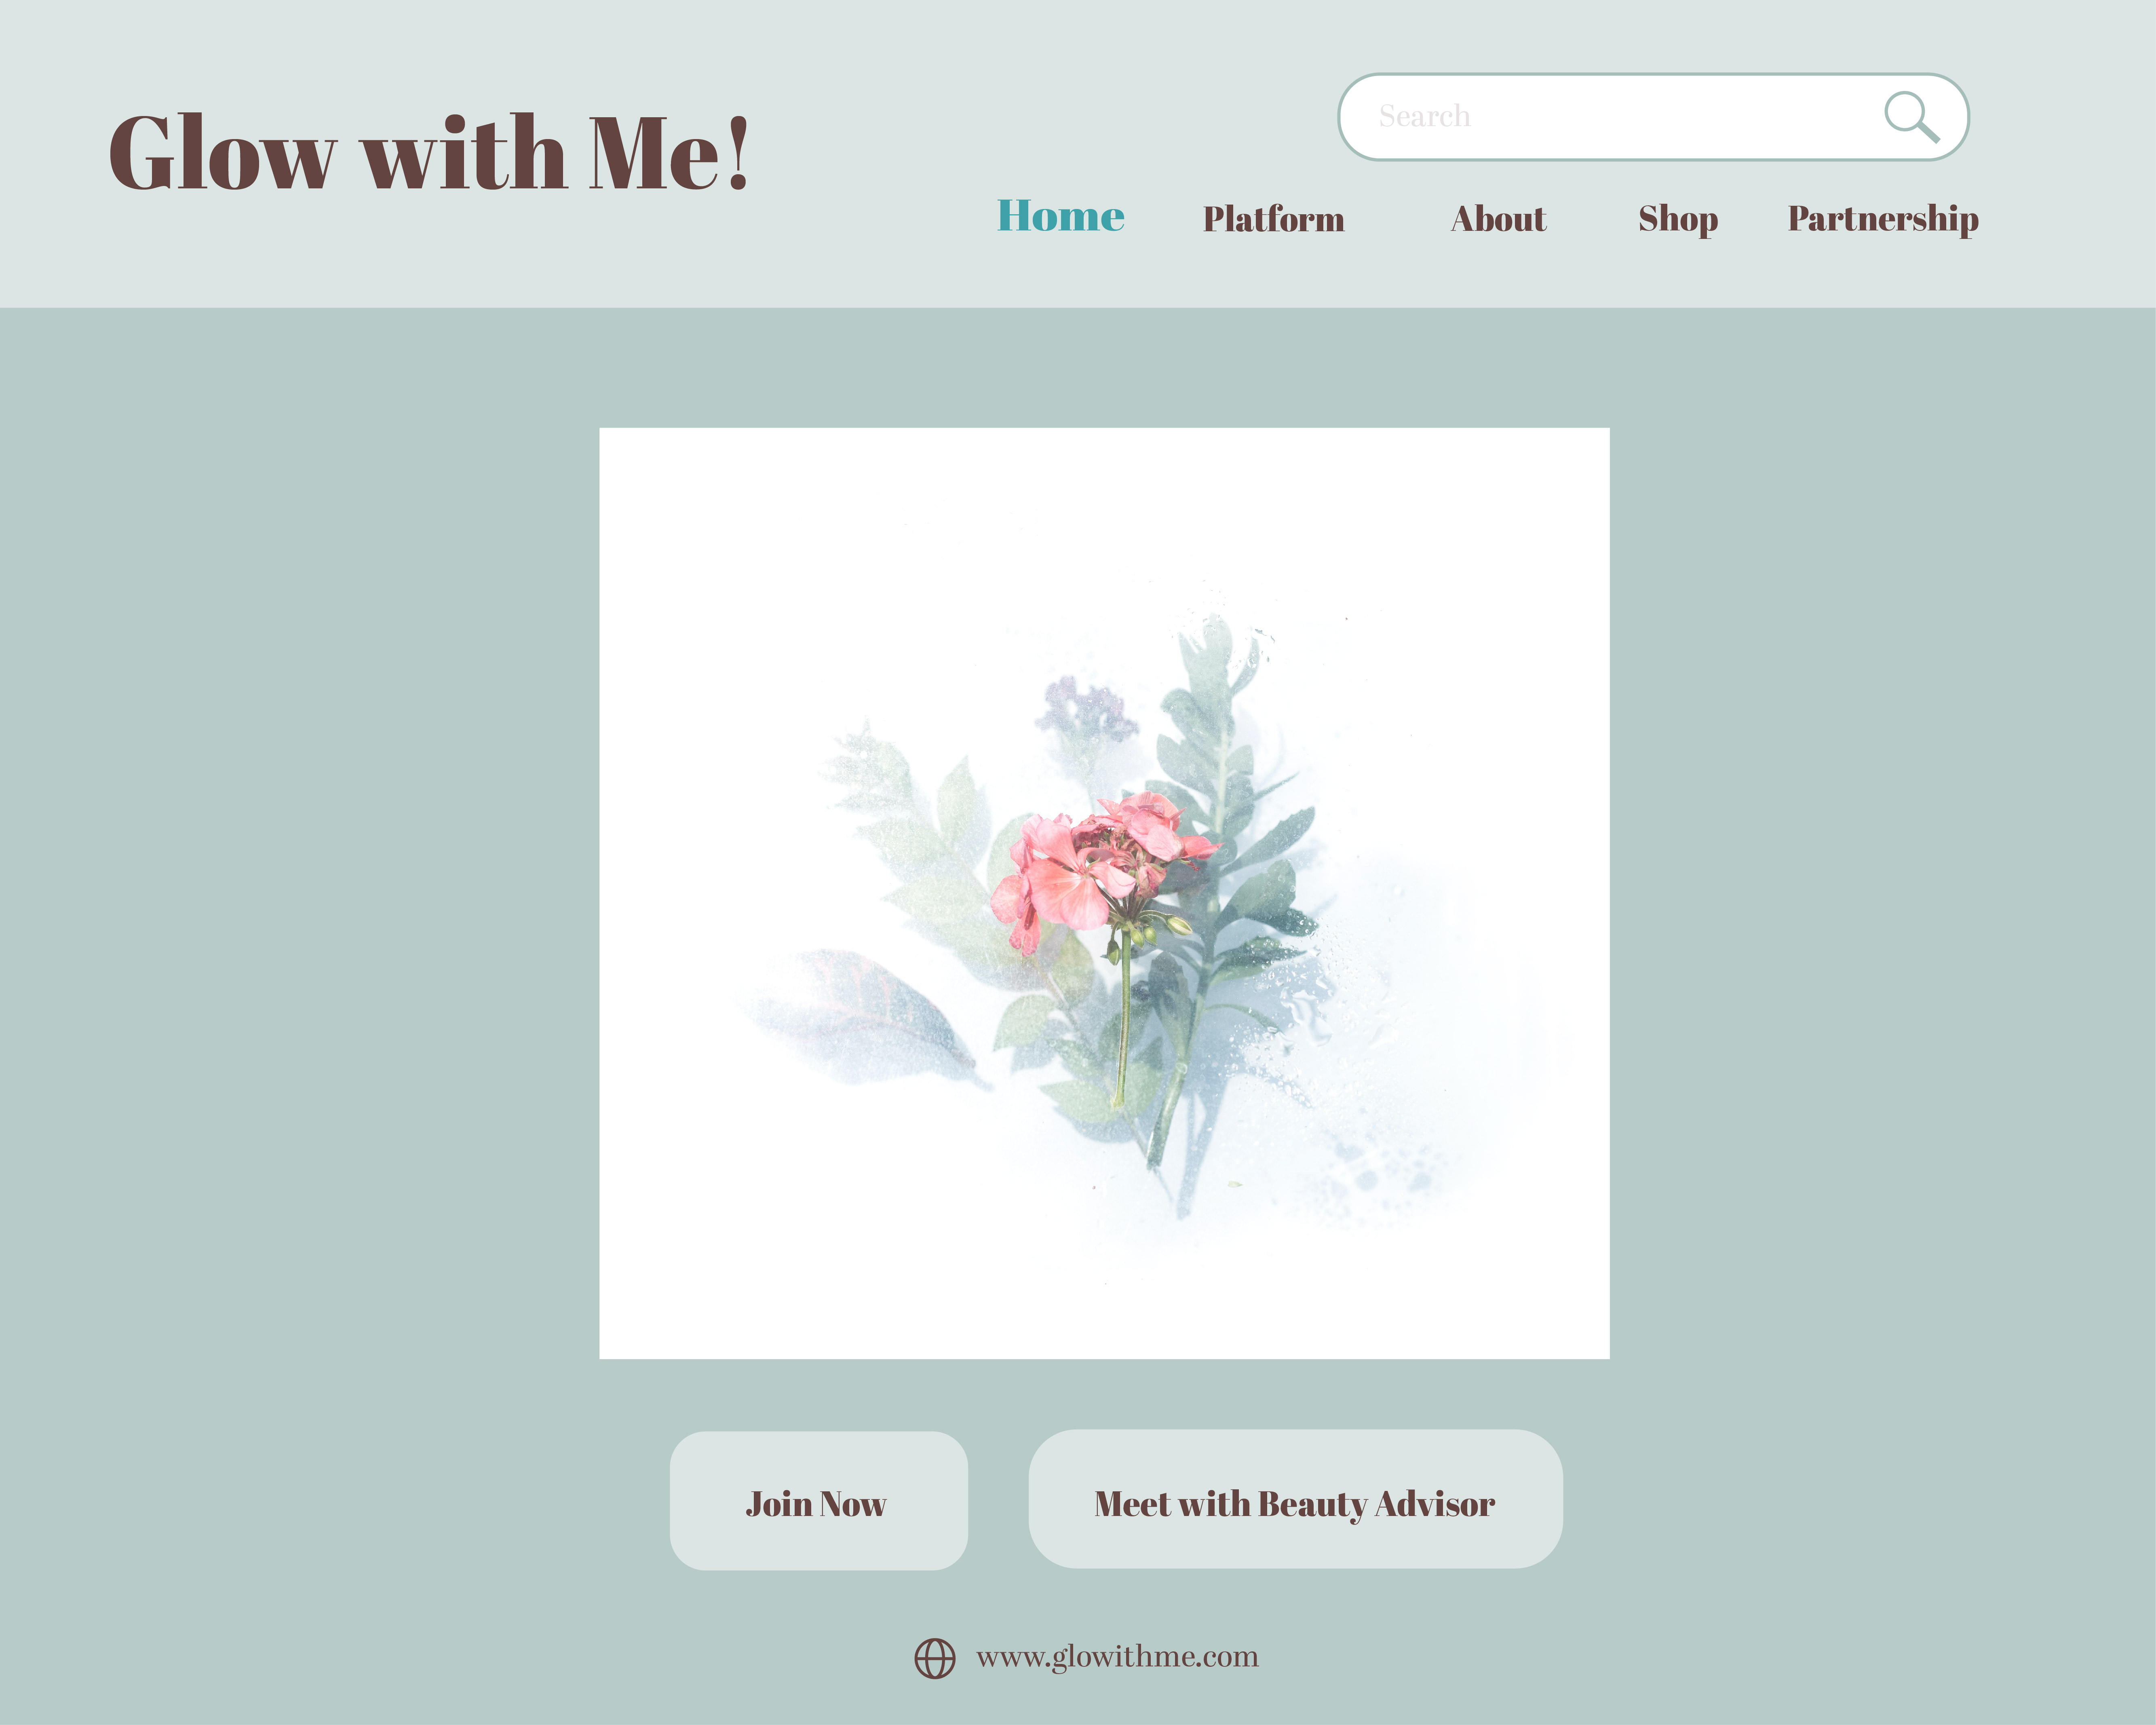 Glow with Me!
Search
Home Platform About Shop Partnership
Join Now
Meet with Beauty Advisor
www.glowithme.com